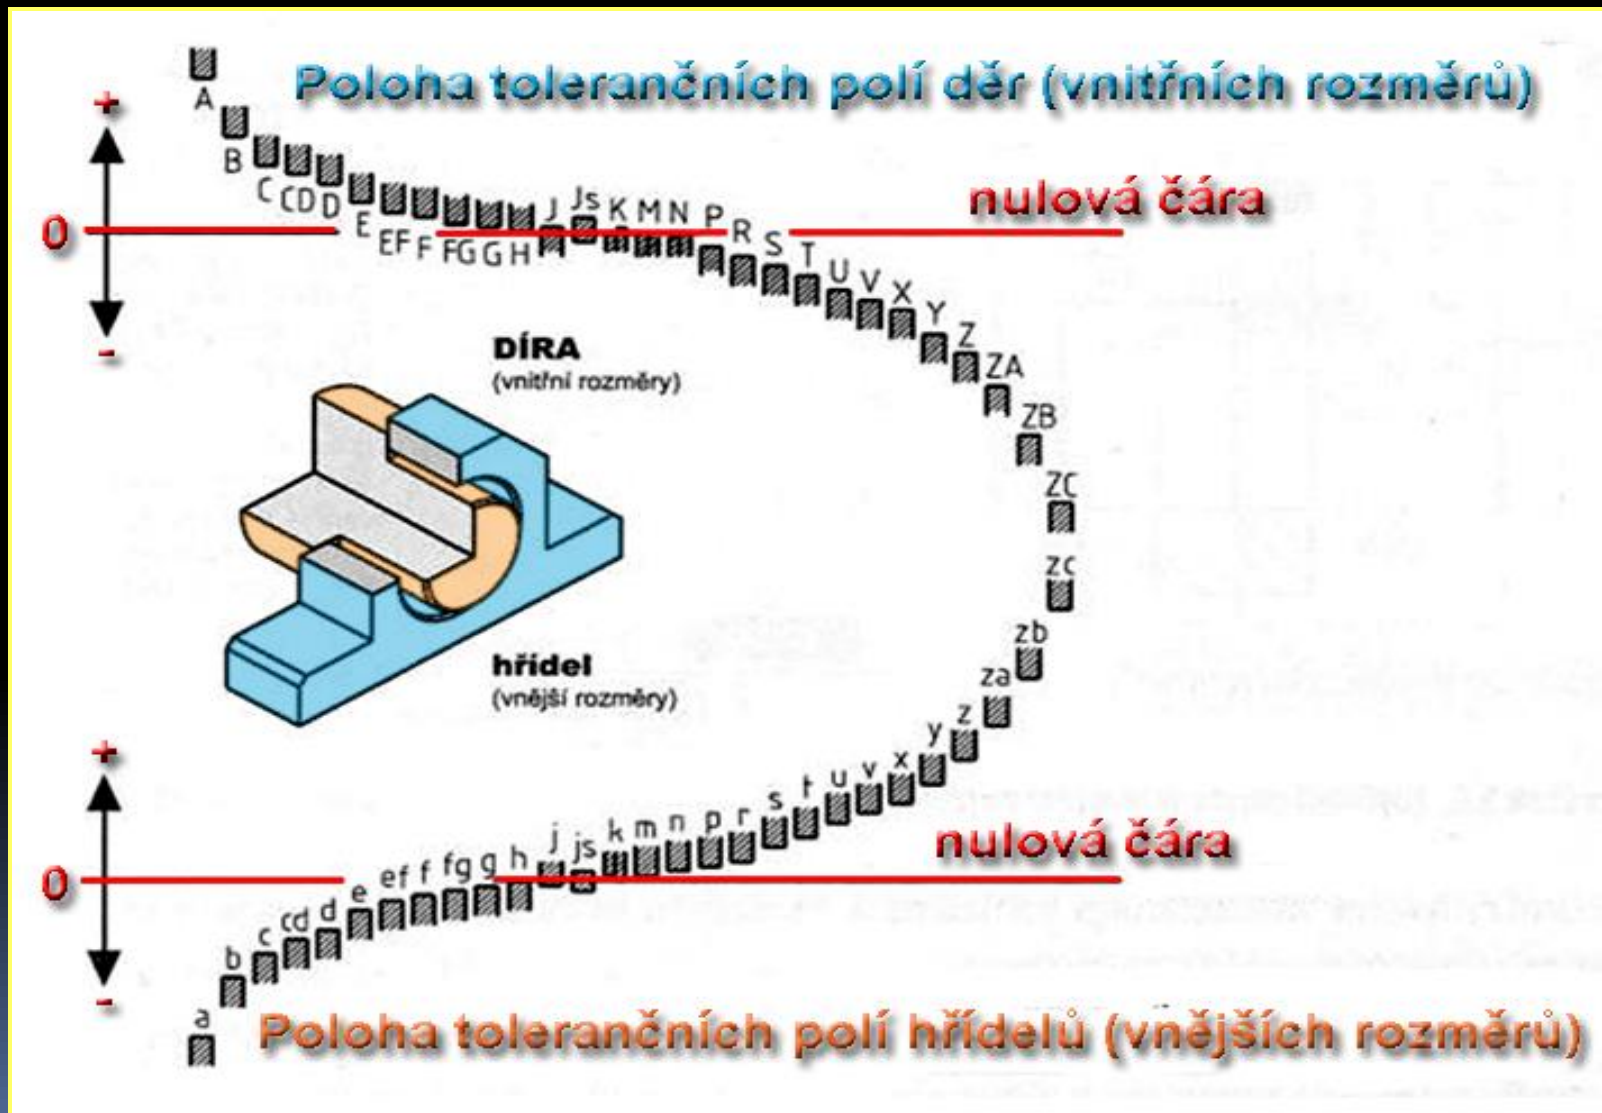 Poloha tolerančních polí děr (vnitřních rozměrů)
+
A
B
C CD D
E
EF F FG G H
J Js K M N P R S T U V X Y Z ZA ZB ZC
nulová čára
0
-
DÍRA
(vnitřní rozměry)
hřídel
(vnější rozměry)
zc
zb
za
z
y
x
v
u
t
s
+
a b c cd d e ef f fg g h j js k m n p r
nulová čára
0
-
Poloha tolerančních polí hřídelů (vnějších rozměrů)